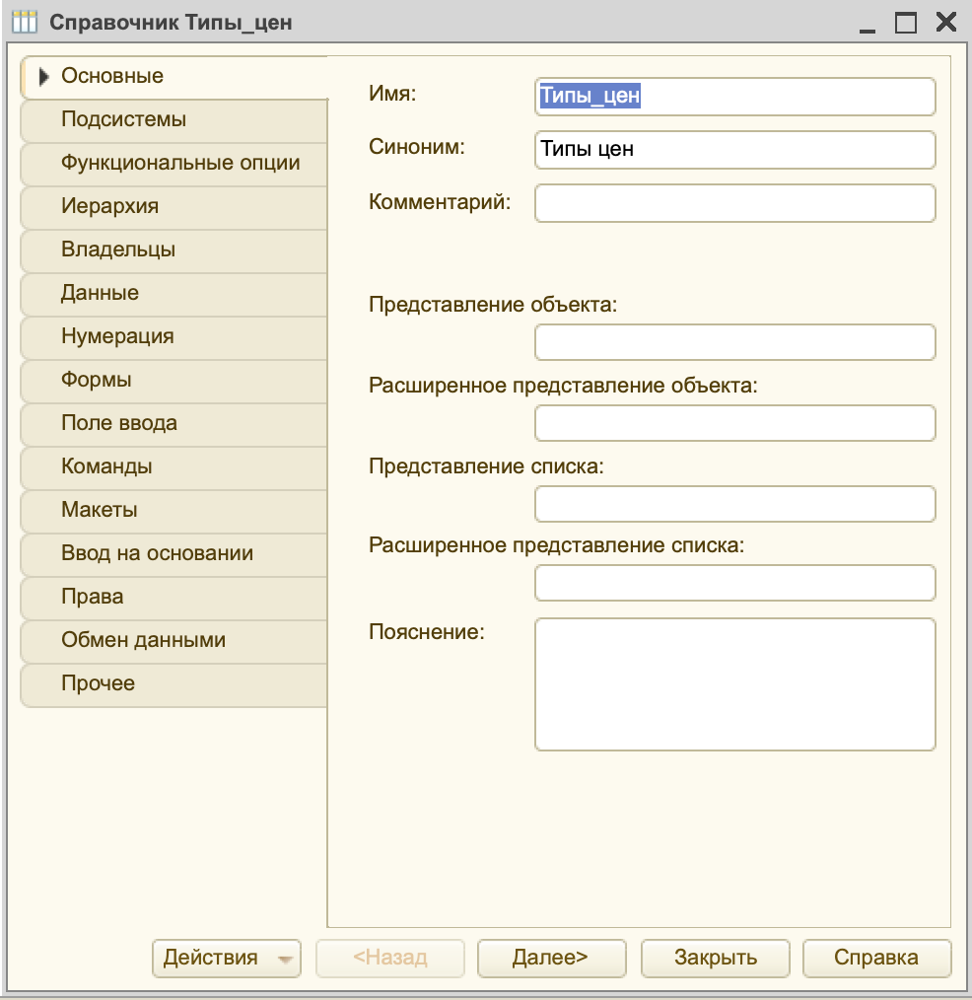 Справочник Типы_цен
Основные
Подсистемы
Функциональные опции
Иерархия
Владельцы
Данные
Нумерация
Формы
Поле ввода
Команды
Макеты
Ввод на основании
Права
Обмен данными
Прочее
Имя: Типы_цен
Синоним: Типы цен
Комментарий:
Представление объекта:
Расширенное представление объекта:
Представление списка:
Расширенное представление списка:
Пояснение:
Действия <Назад Далее> Закрыть Справка